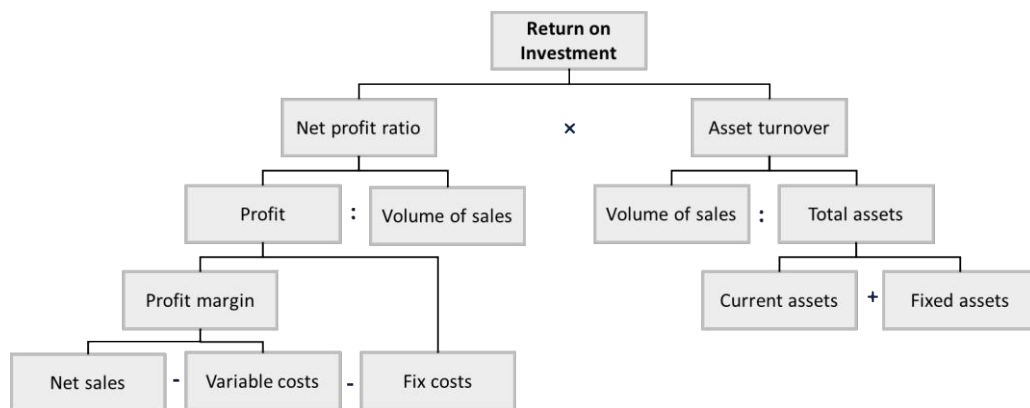 Return on
Investment
Net profit ratio
×
Asset turnover
Profit
:
Volume of sales
Volume of sales
:
Total assets
Profit margin
Current assets
+
Fixed assets
Net sales
-
Variable costs
-
Fix costs